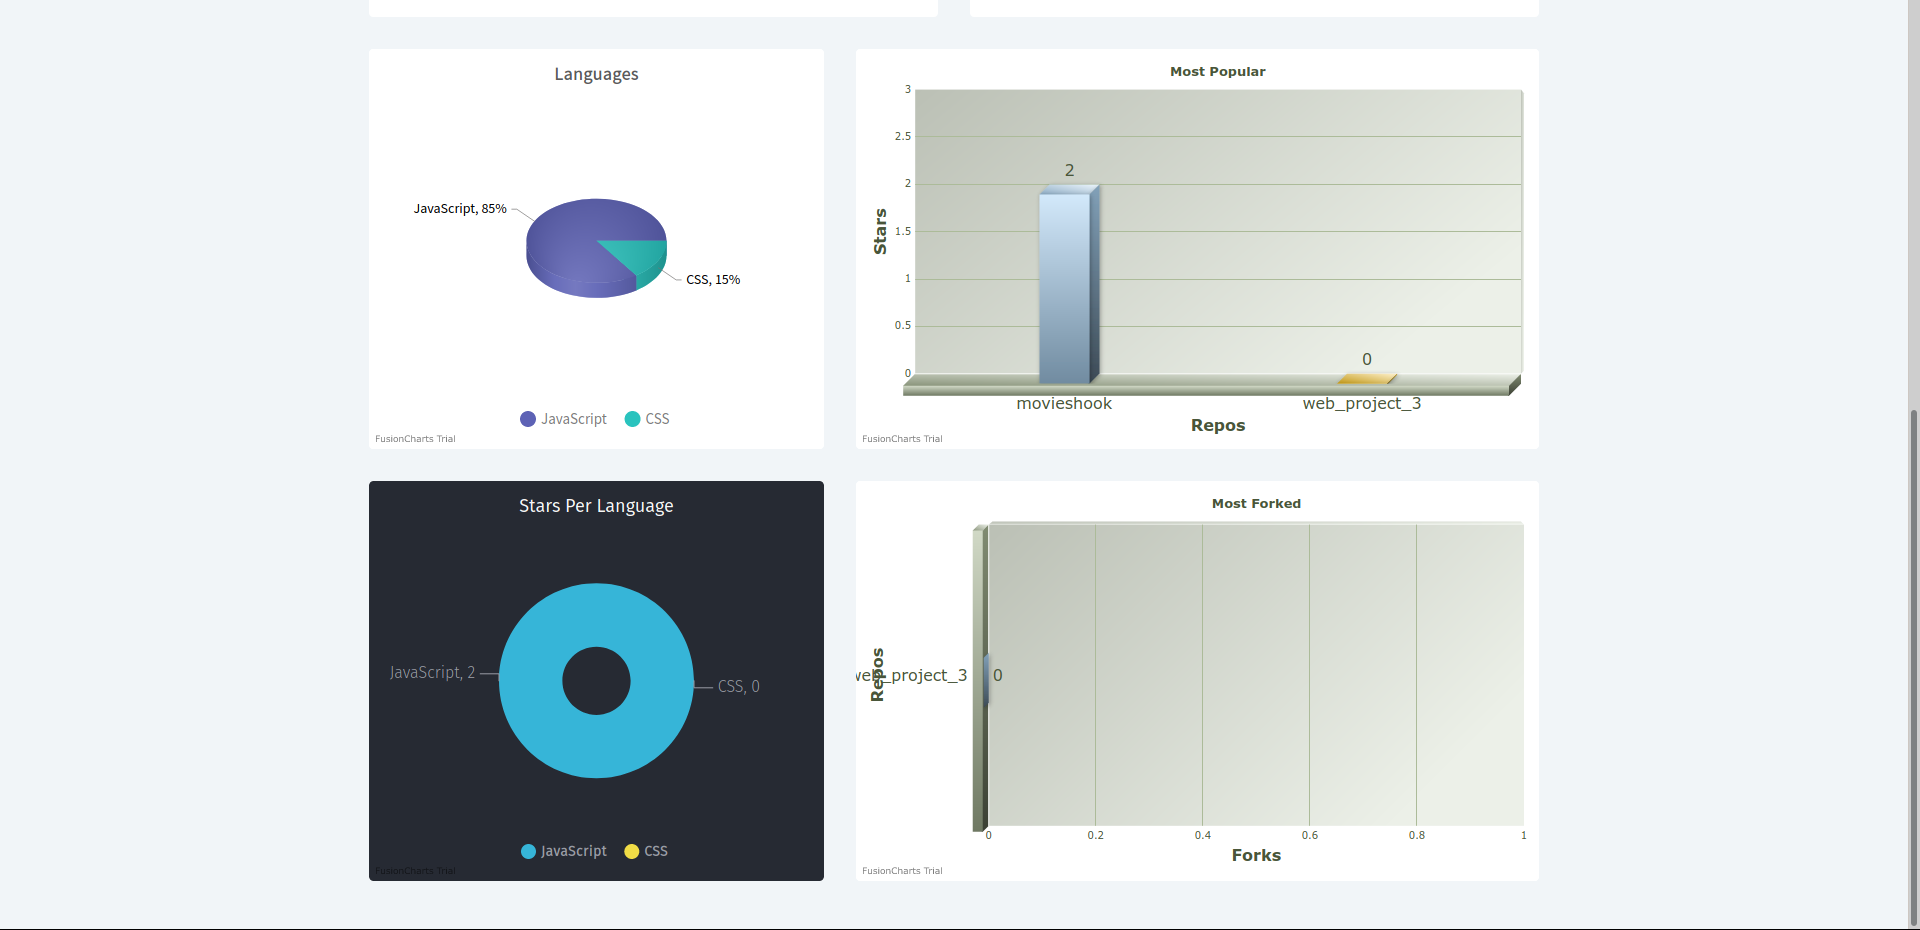 Languages
JavaScript, 85%
CSS, 15%
JavaScript CSS
FusionCharts Trial
Most Popular
3
2.5
2
1.5
1
0.5
0
Stars
2
0
movieshook web_project_3
Repos
FusionCharts Trial
Stars Per Language
JavaScript, 2
CSS, 0
JavaScript CSS
FusionCharts Trial
Most Forked
Repos
web_project_3 0
0 0.2 0.4 0.6 0.8 1
Forks
FusionCharts Trial